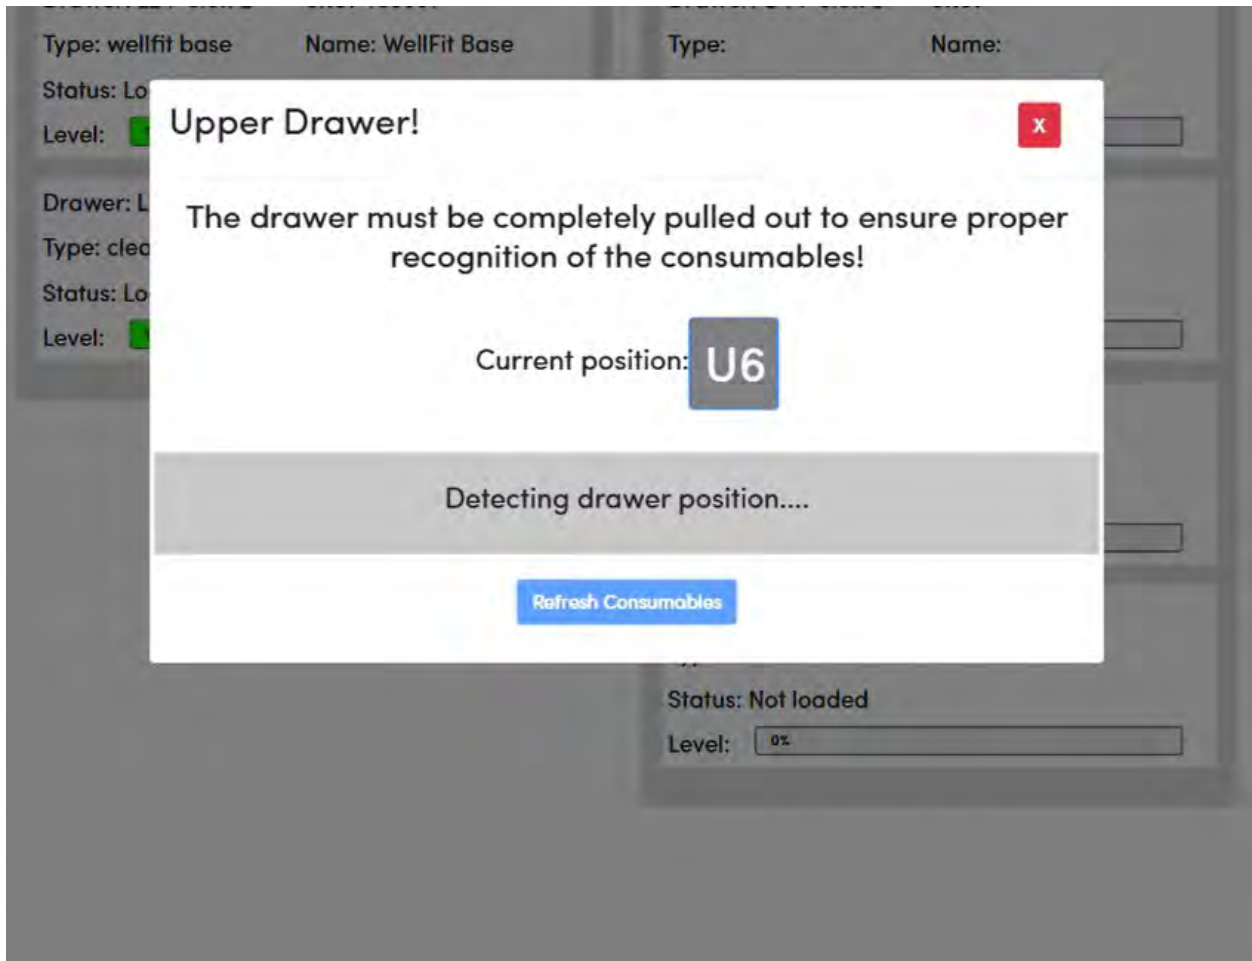 Type: wellfit base Name: WellFit Base
Type: Name:
Status: Lo
Level:
Upper Drawer!
X
The drawer must be completely pulled out to ensure proper
recognition of the consumables!
Drawer: L
Type: clea
Status: Lo
Level:
Current position: U6
Detecting drawer position....
Refresh Consumables
Status: Not loaded
Level: 0%